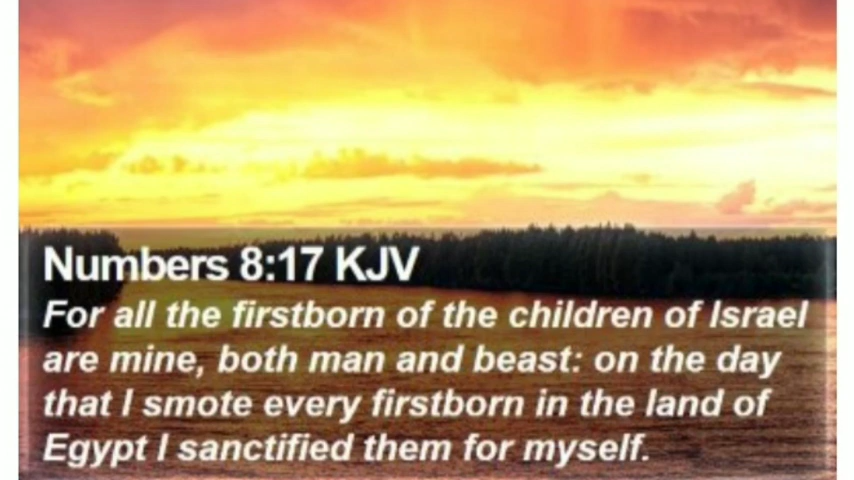 Numbers 8:17 KJV
For all the firstborn of the children of Israel
are mine, both man and beast: on the day
that I smote every firstborn in the land of
Egypt I sanctified them for myself.